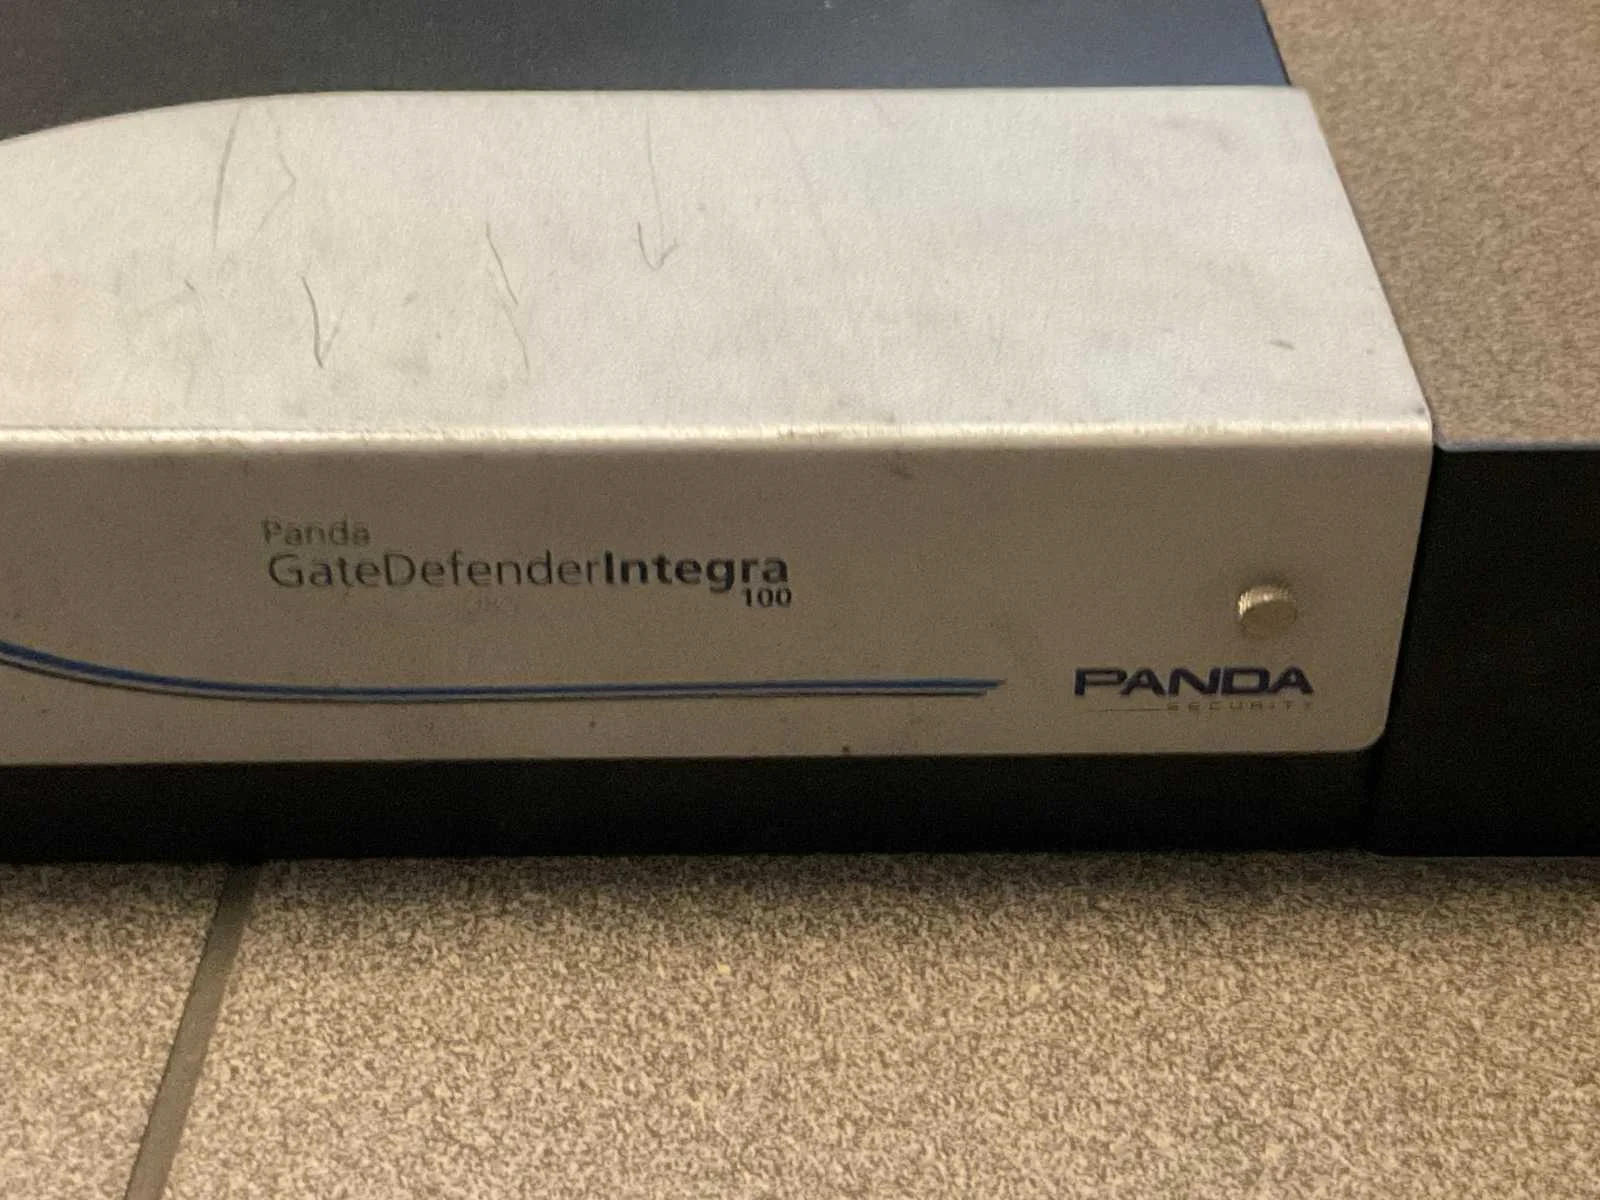 Panda
GateDefenderIntegra
100
PANDA
SECURITY